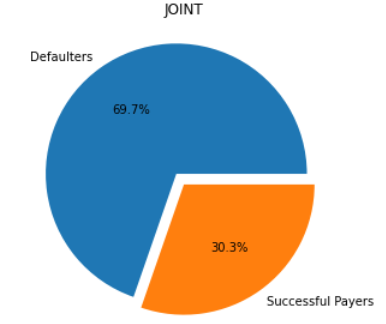 JOINT
Defaulters
69.7%
30.3%
Successful Payers